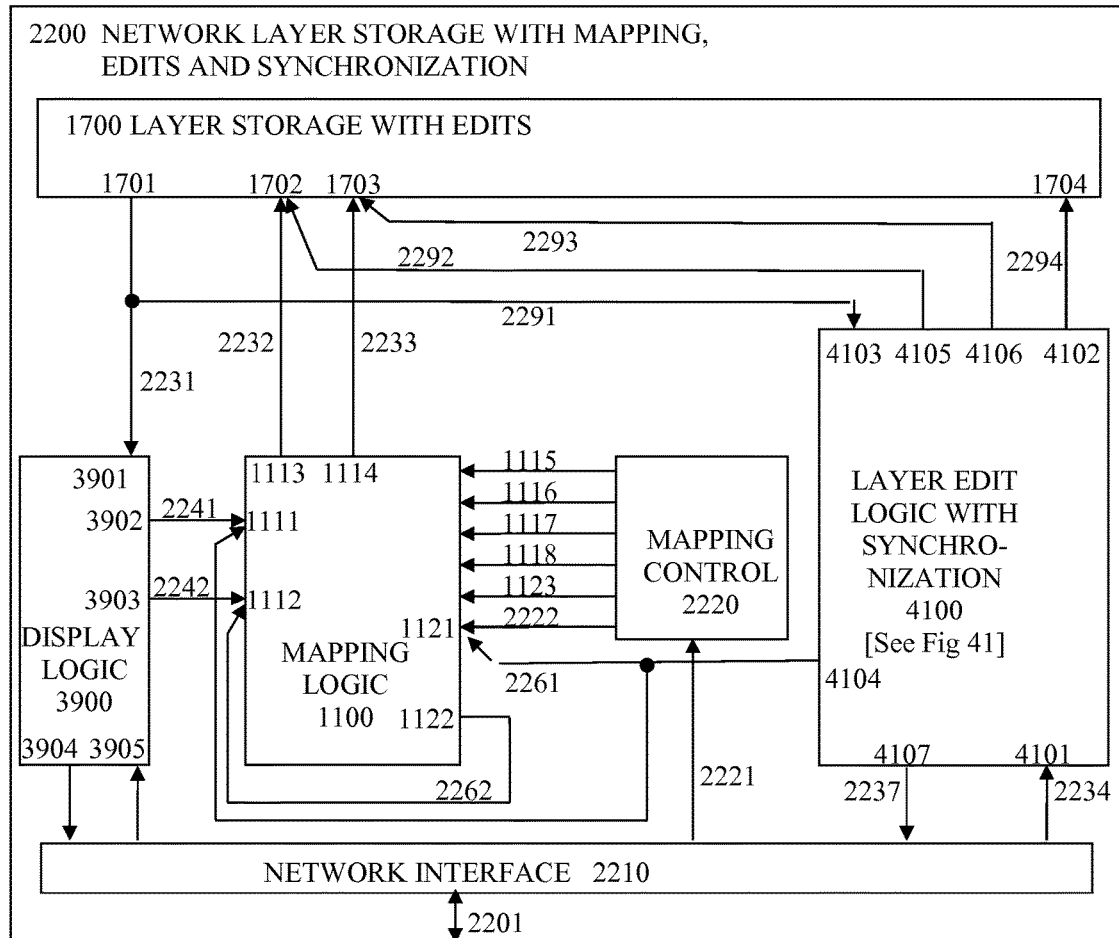 2200 NETWORK LAYER STORAGE WITH MAPPING,
EDITS AND SYNCHRONIZATION
1700 LAYER STORAGE WITH EDITS
1701 1702 1703 1704
2293
2292
2294
2291
2232 2233
4103 4105 4106 4102
2231
3901
1113 1114
1115
1116
1117
1118
1123
2222
3902
2241
1111
3903
2242
1112
1121
MAPPING
CONTROL
2220
LAYER EDIT
LOGIC WITH
SYNCHRO-
NIZATION
4100
[See Fig 41]
DISPLAY
LOGIC
3900
MAPPING
LOGIC
1100
2261
4104
1122
3904 3905
2262
2221
4107 4101
2237 2234
NETWORK INTERFACE 2210
2201